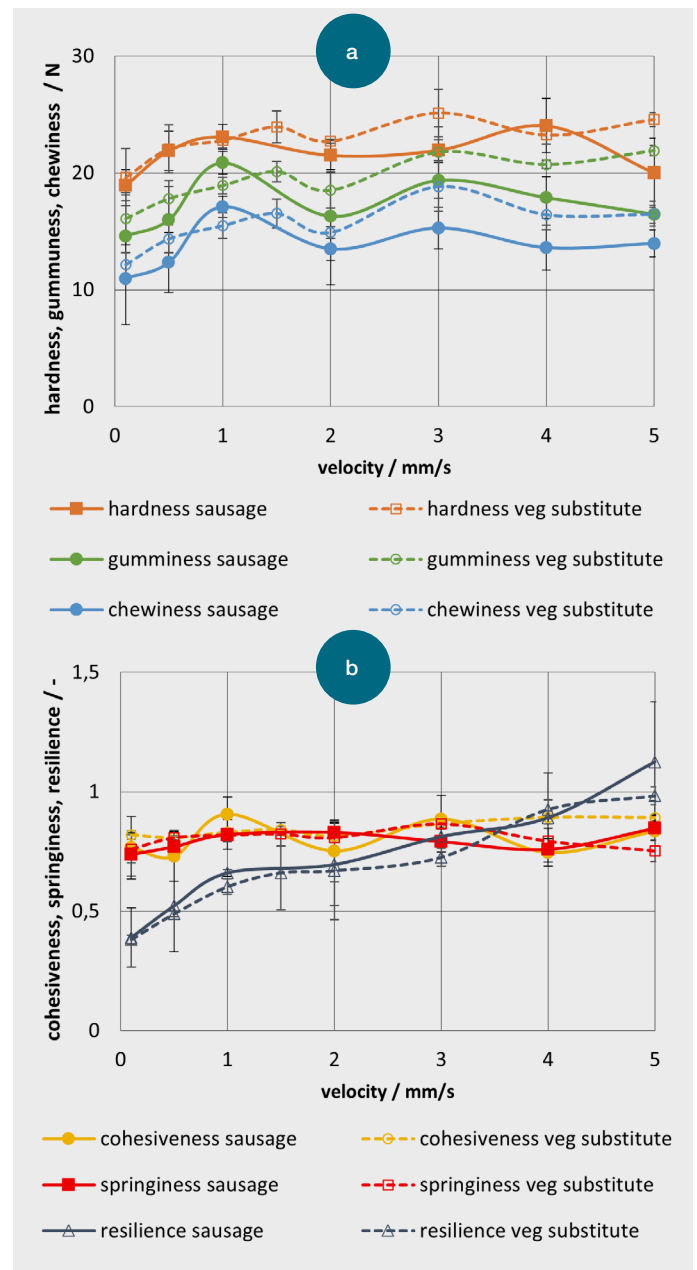 a
30
20
10
0
hardness, gummuness, chewiness / N
0 1 2 3 4 5
velocity / mm/s
hardness sausage hardness veg substitute
gumminess sausage gumminess veg substitute
chewiness sausage chewiness veg substitute
b
1,5
1
0,5
0
cohesiveness, springiness, resilience / -
0 1 2 3 4 5
velocity / mm/s
cohesiveness sausage cohesiveness veg substitute
springiness sausage springiness veg substitute
resilience sausage resilience veg substitute